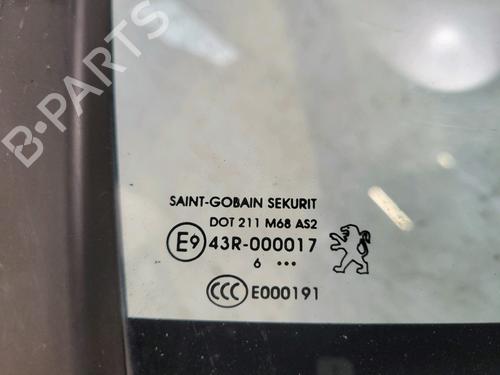 B-PARTS
SAINT-GOBAIN SEKURIT
DOT 211 M68 AS2
E9 43R-000017
6 •••
CCC E000191